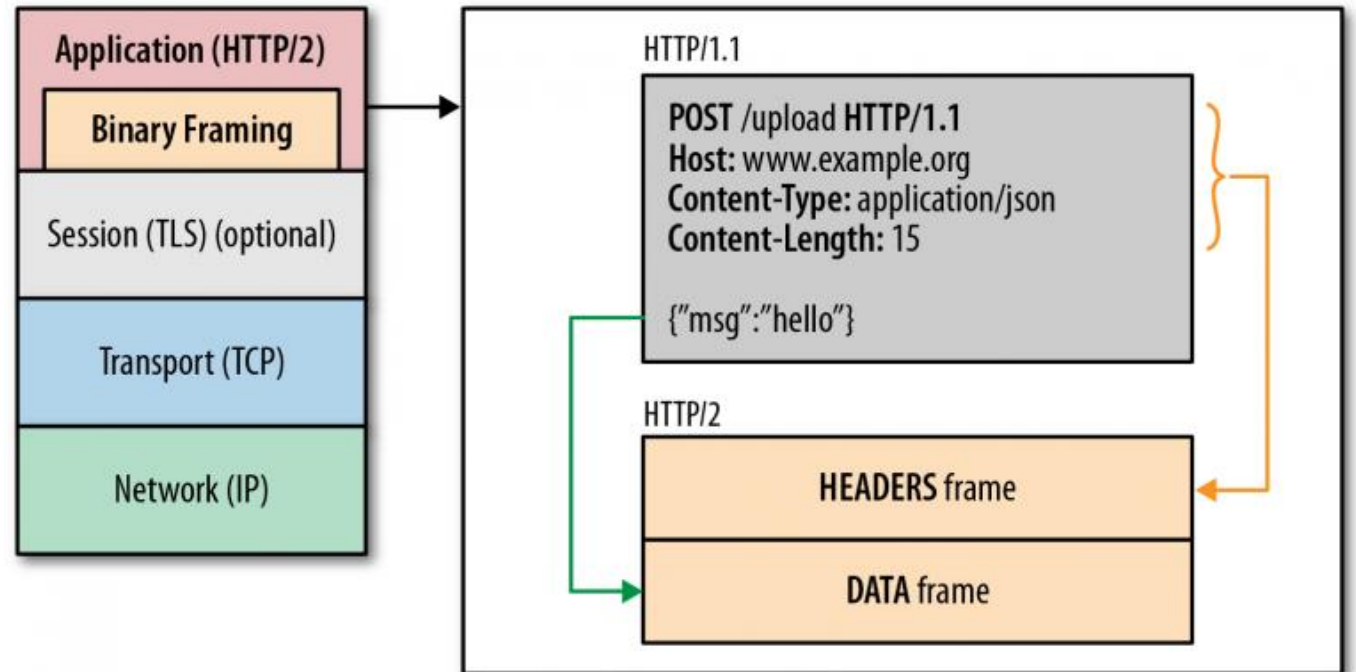 Application (HTTP/2)
Binary Framing
Session (TLS) (optional)
Transport (TCP)
Network (IP)
HTTP/1.1
POST /upload HTTP/1.1
Host: www.example.org
Content-Type: application/json
Content-Length: 15
{”msg”:”hello”}
HTTP/2
HEADERS frame
DATA frame